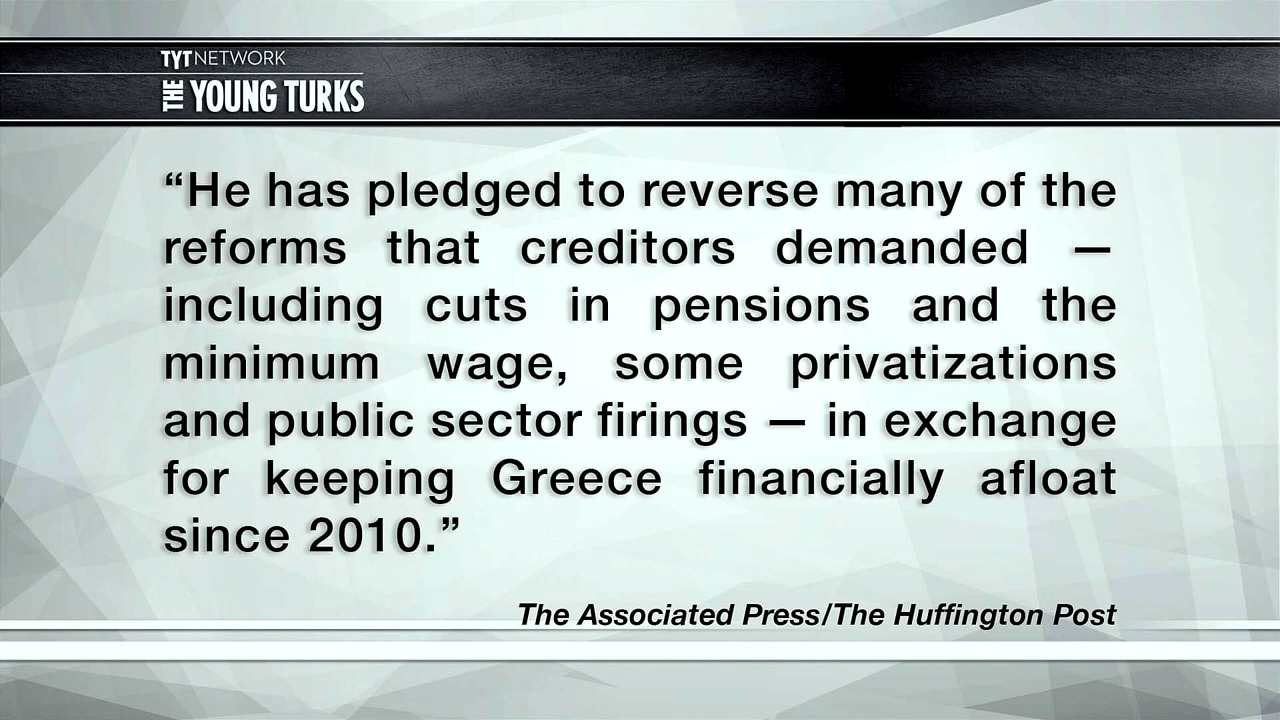 TYTNETWORK
THE YOUNG TURKS
“He has pledged to reverse many of the
reforms that creditors demanded —
including cuts in pensions and the
minimum wage, some privatizations
and public sector firings — in exchange
for keeping Greece financially afloat
since 2010.”
The Associated Press/The Huffington Post